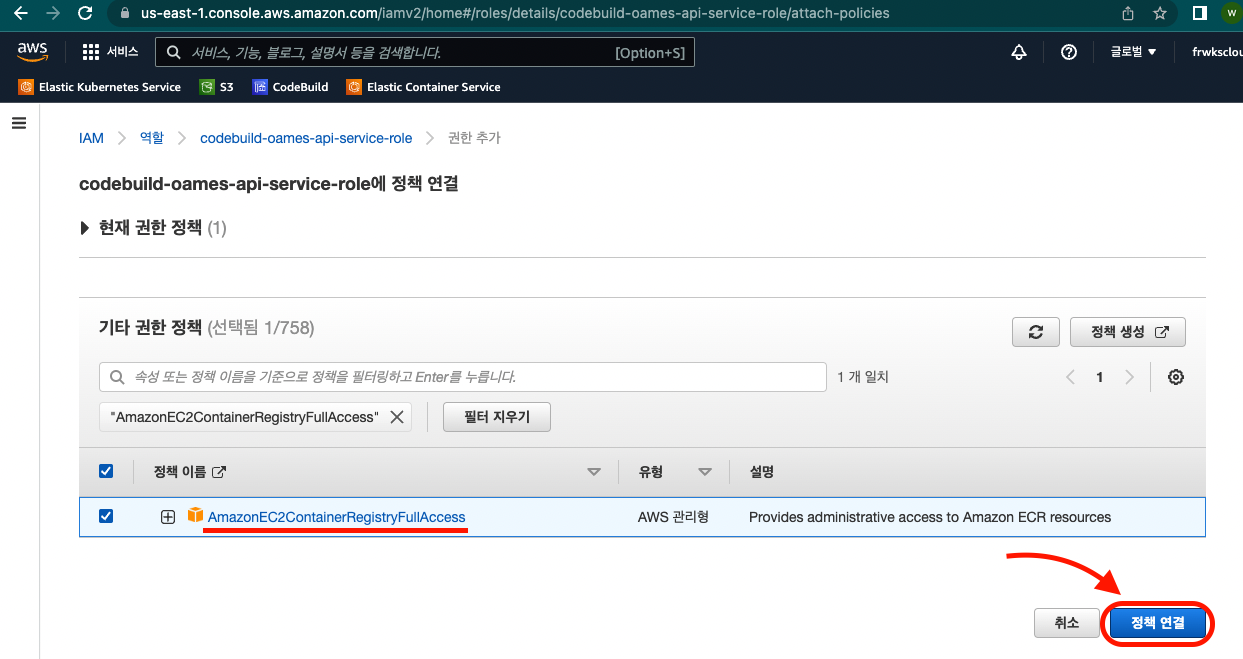 us-east-1.console.aws.amazon.com/iamv2/home#/roles/details/codebuild-oames-api-service-role/attach-policies
W
aws 서비스 서비스, 기능, 블로그, 설명서 등을 검색합니다. [Option+S] 글로벌 frwksclou
Elastic Kubernetes Service S3 CodeBuild Elastic Container Service
IAM 역할 codebuild-oames-api-service-role 권한 추가
codebuild-oames-api-service-role에 정책 연결
현재 권한 정책 (1)
기타 권한 정책 (선택됨 1/758) 정책 생성
속성 또는 정책 이름을 기준으로 정책을 필터링하고 Enter를 누릅니다. 1 개 일치 1
"AmazonEC2ContainerRegistryFullAccess" 필터 지우기
정책 이름 유형 설명
AmazonEC2ContainerRegistryFullAccess AWS 관리형 Provides administrative access to Amazon ECR resources
취소 정책 연결